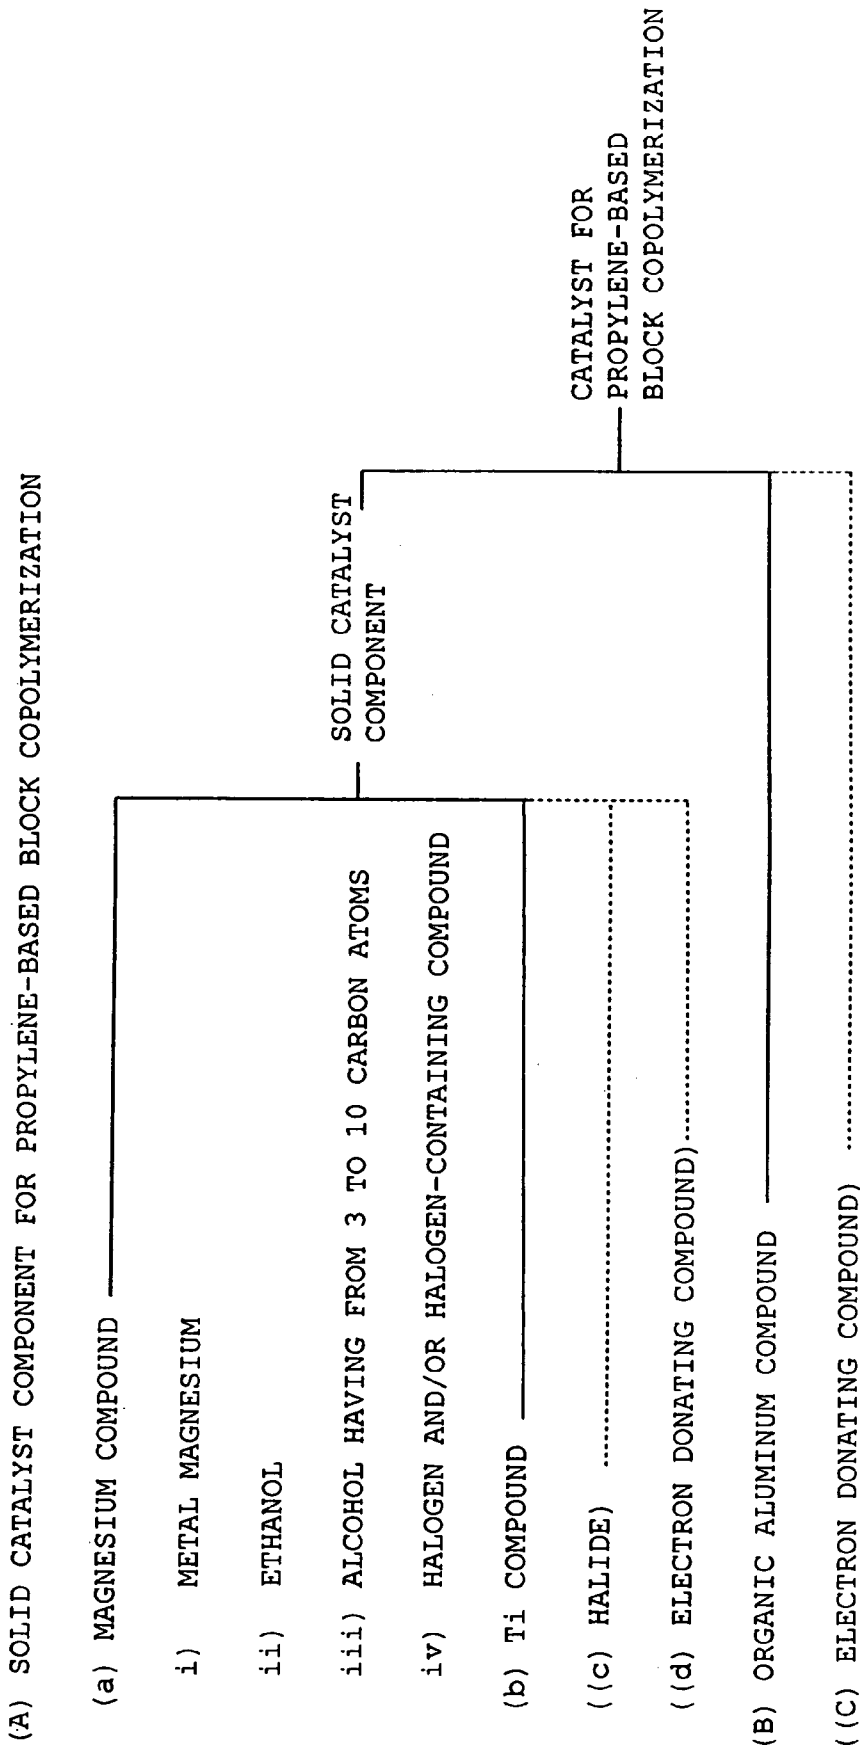 (A) SOLID CATALYST COMPONENT FOR PROPYLENE-BASED BLOCK COPOLYMERIZATION
(a) MAGNESIUM COMPOUND
i) METAL MAGNESIUM
ii) ETHANOL
iii) ALCOHOL HAVING FROM 3 TO 10 CARBON ATOMS
iv) HALOGEN AND/OR HALOGEN-CONTAINING COMPOUND
(b) Ti COMPOUND
((c) HALIDE)
((d) ELECTRON DONATING COMPOUND)
(B) ORGANIC ALUMINUM COMPOUND
((C) ELECTRON DONATING COMPOUND)
SOLID CATALYST
COMPONENT
CATALYST FOR
PROPYLENE-BASED
BLOCK COPOLYMERIZATION